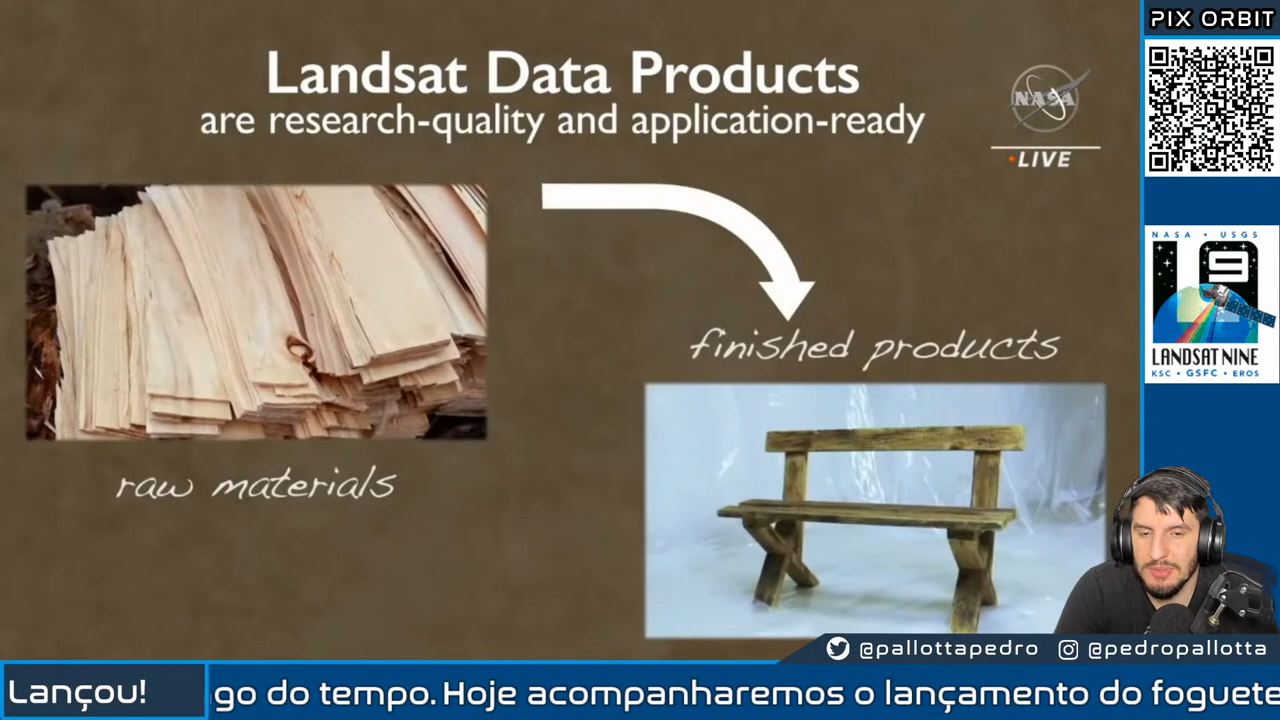 PIX ORBIT
Landsat Data Products
are research-quality and application-ready
NASA
LIVE
NASA • USGS
L9
LANDSAT NINE
KSC • GSFC • EROS
finished products
raw materials
@pallottapedro
@pedropallotta
Lançou!
go do tempo. Hoje acompanharemos o lançamento do foguete